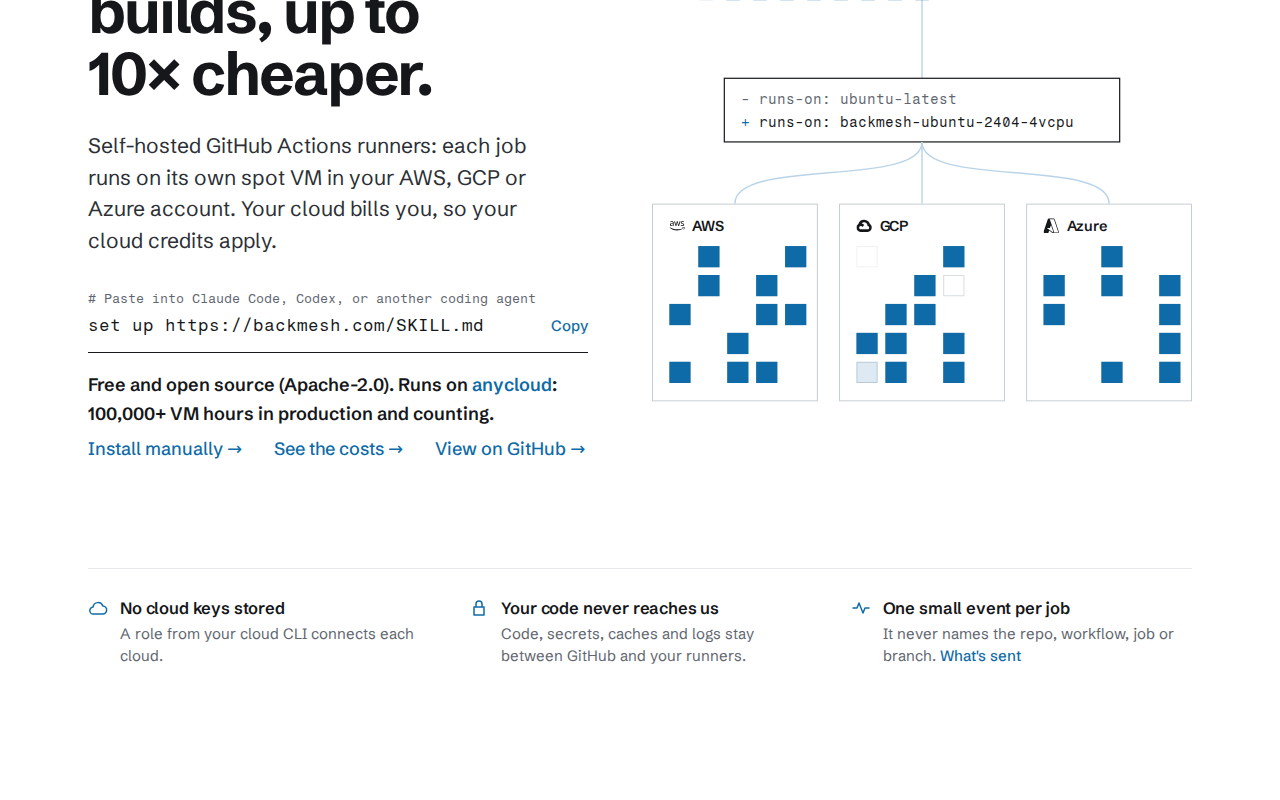 builds, up to
10× cheaper.
Self-hosted GitHub Actions runners: each job
runs on its own spot VM in your AWS, GCP or
Azure account. Your cloud bills you, so your
cloud credits apply.
# Paste into Claude Code, Codex, or another coding agent
set up https://backmesh.com/SKILL.md
Copy
Free and open source (Apache-2.0). Runs on anycloud:
100,000+ VM hours in production and counting.
Install manually → See the costs → View on GitHub →
- runs-on: ubuntu-latest
+ runs-on: backmesh-ubuntu-2404-4vcpu
aws AWS
GCP
Azure
No cloud keys stored
A role from your cloud CLI connects each
cloud.
Your code never reaches us
Code, secrets, caches and logs stay
between GitHub and your runners.
One small event per job
It never names the repo, workflow, job or
branch. What's sent